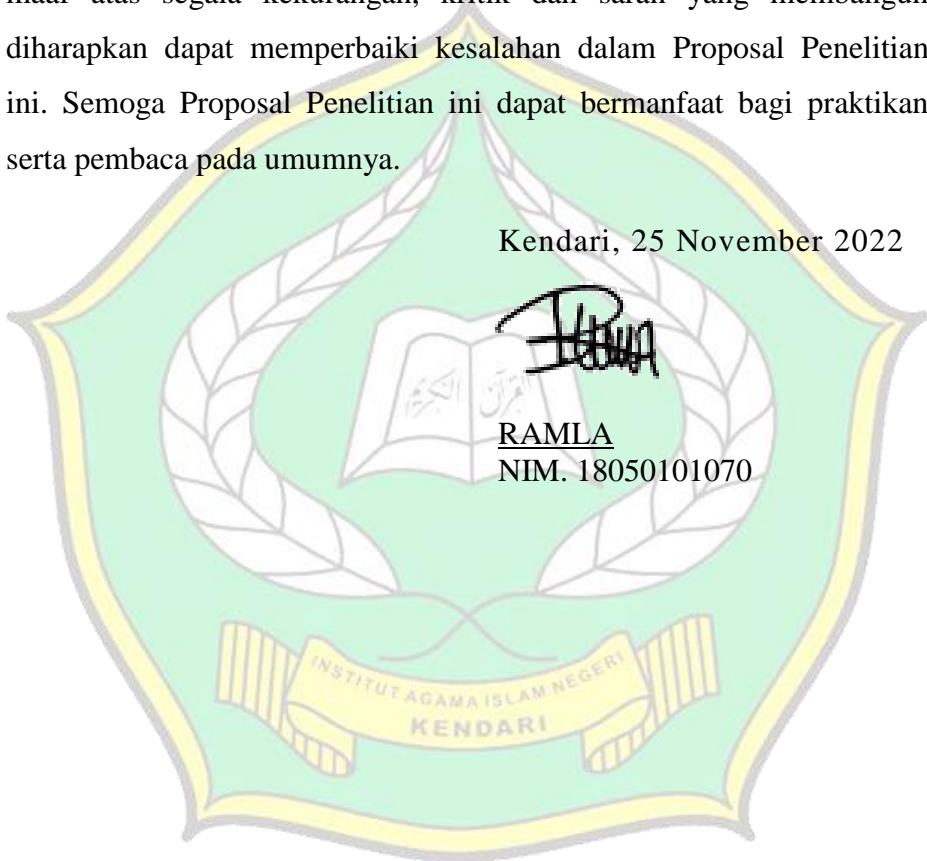 maaf atas segala kekurangan, kritik dan saran yang membangun
diharapkan dapat memperbaiki kesalahan dalam Proposal Penelitian
ini. Semoga Proposal Penelitian ini dapat bermanfaat bagi praktikan
serta pembaca pada umumnya.
Kendari, 25 November 2022
القرآن الكريم
RAMLA
NIM. 18050101070
INSTITUT AGAMA ISLAM NEGERI
KENDARI